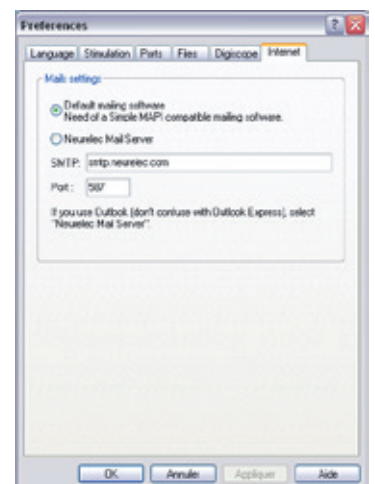 Preferences
Language Stimulation Ports Files Digiscope Internet
Mails settings
Default mailing software
Need of a Simple MAPI compatible mailing software.
Neurelec Mail Server
SMTP: smtp.neurelec.com
Port : 587
If you use Outlook (don't confuse with Outlook Express), select
"Neurelec Mail Server".
OK Annuler Appliquer Aide